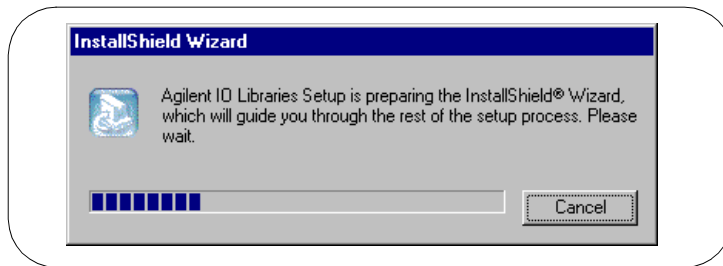 InstallShield Wizard
Agilent IO Libraries Setup is preparing the InstallShield® Wizard,
which will guide you through the rest of the setup process. Please
wait.
Cancel